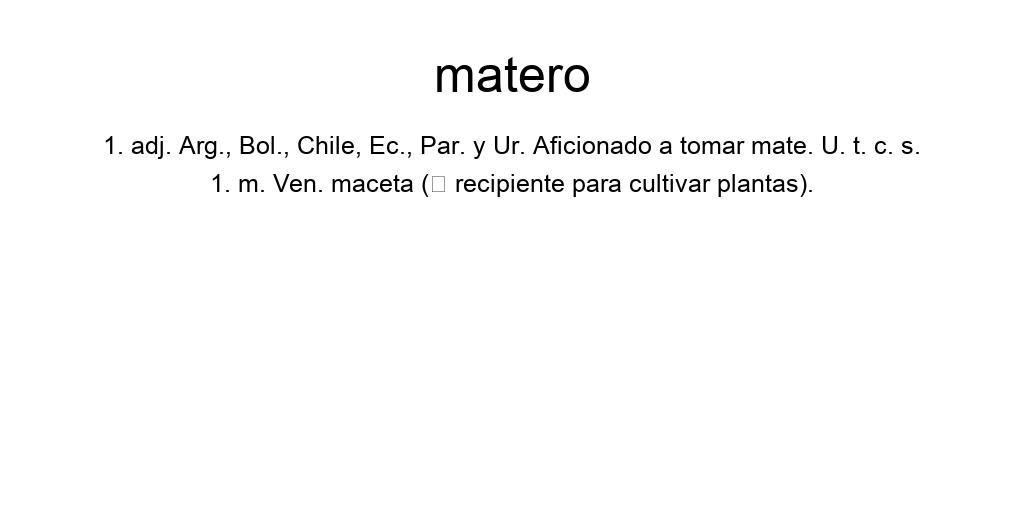 matero
1. adj. Arg., Bol., Chile, Ec., Par. y Ur. Aficionado a tomar mate. U. t. c. s.
1. m. Ven. maceta (▯ recipiente para cultivar plantas).